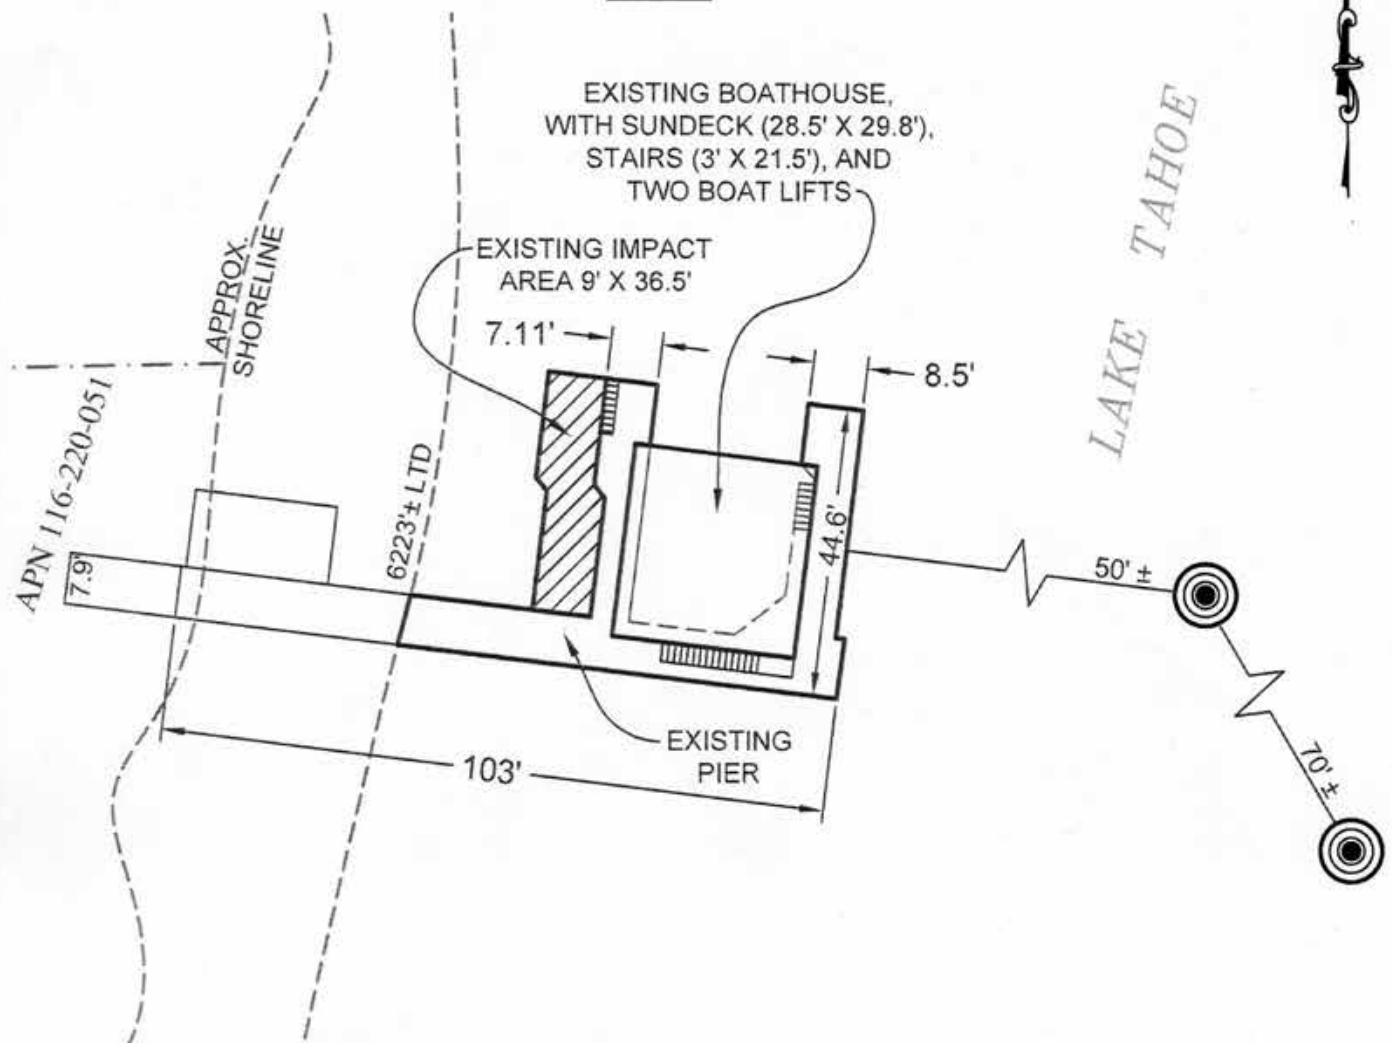 EXISTING BOATHOUSE,
WITH SUNDECK (28.5' X 29.8'),
STAIRS (3' X 21.5'), AND
TWO BOAT LIFTS
LAKE TAHOE
EXISTING IMPACT
AREA 9' X 36.5'
APPROX.
SHORELINE
7.11'
8.5'
APN 116-220-051
6223'± LTD
44.6'
7.9'
50' ±
EXISTING
PIER
103'
70' ±